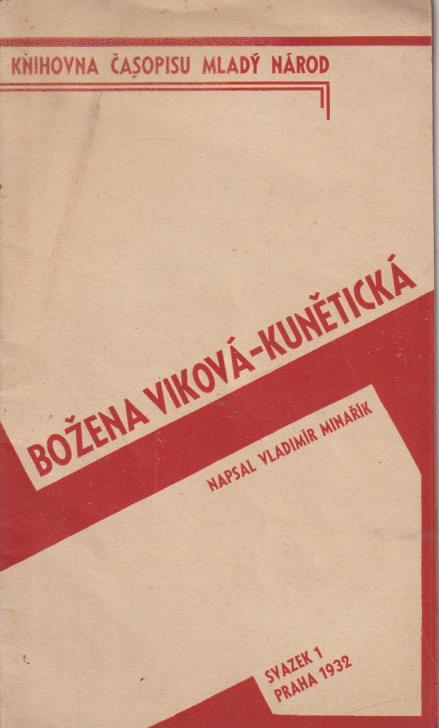 KNIHOVNA ČASOPISU MLADÝ NÁROD
BOŽENA VIKOVÁ-KUNĚTICKÁ
NAPSAL VLADIMÍR MINAŘÍK
SVAZEK 1
PRAHA 1932